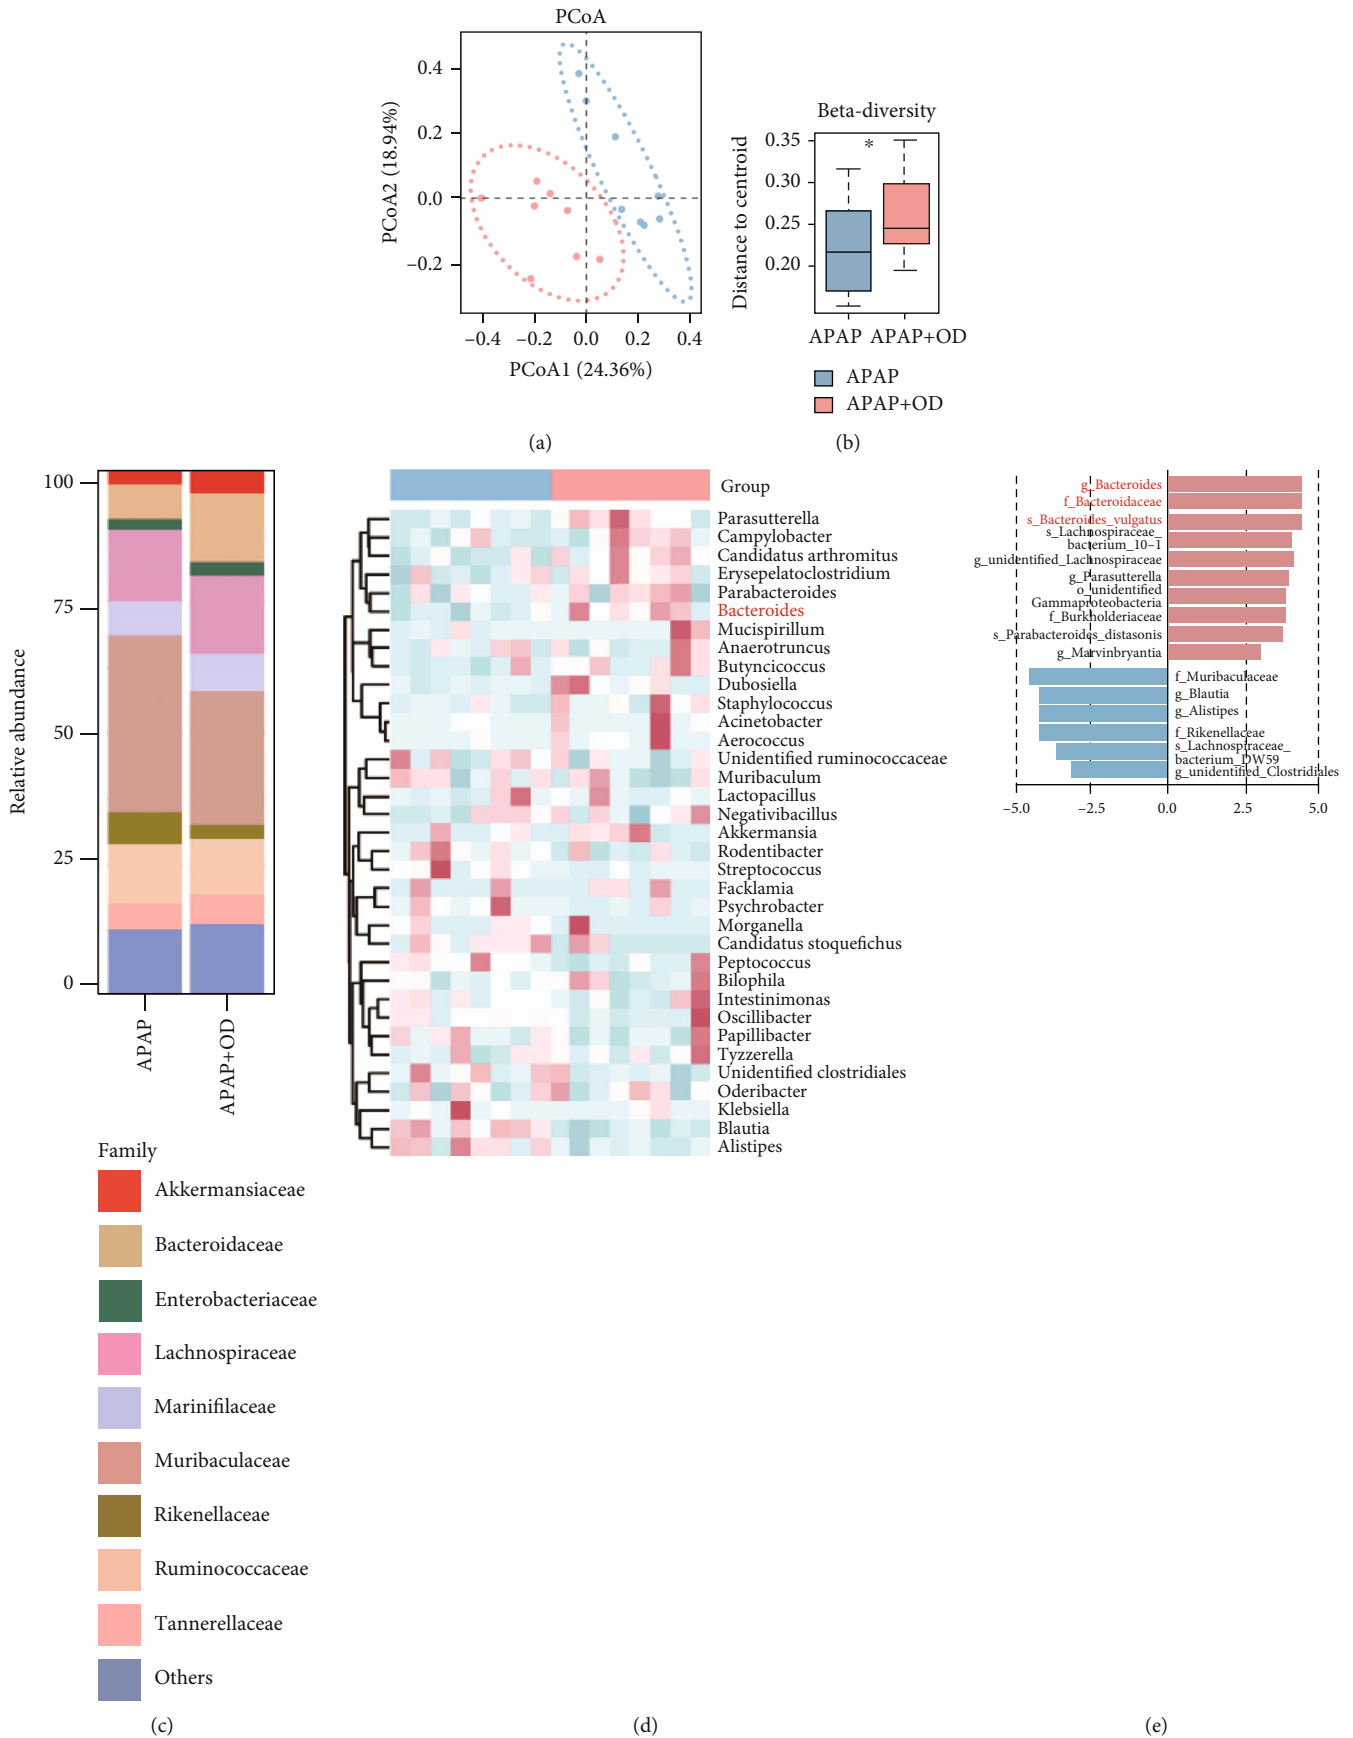 PCoA
0.4
0.2
0.0
−0.2
PCoA2 (18.94%)
−0.4 −0.2 0.0 0.2 0.4
PCoA1 (24.36%)
(a)
Beta-diversity
*
0.35
0.30
0.25
0.20
Distance to centroid
APAP APAP+OD
APAP
APAP+OD
(b)
100
75
50
25
0
Relative abundance
APAP
APAP+OD
Family
Akkermansiaceae
Bacteroidaceae
Enterobacteriaceae
Lachnospiraceae
Marinifilaceae
Muribaculaceae
Rikenellaceae
Ruminococcaceae
Tannerellaceae
Others
(c)
Group
Parasutterella
Campylobacter
Candidatus arthromitus
Erysepelatoclostridium
Parabacteroides
Bacteroides
Mucispirillum
Anaerotruncus
Butyncicoccus
Dubosiella
Staphylococcus
Acinetobacter
Aerococcus
Unidentified ruminococcaceae
Muribaculum
Lactopacillus
Negativibacillus
Akkermansia
Rodentibacter
Streptococcus
Facklamia
Psychrobacter
Morganella
Candidatus stoquefichus
Peptococcus
Bilophila
Intestinimonas
Oscillibacter
Papillibacter
Tyzzerella
Unidentified clostridiales
Oderibacter
Klebsiella
Blautia
Alistipes
(d)
g_Bacteroides
f_Bacteroidaceae
s_Bacteroides_vulgatus
s_Lachnospiraceae_
bacterium_10−1
g_unidentified_Lachnospiraceae
g_Parasutterella
o_unidentified
Gammaproteobacteria
f_Burkholderiaceae
s_Parabacteroides_distasonis
g_Marvinbryantia
f_Muribaculaceae
g_Blautia
g_Alistipes
f_Rikenellaceae
s_Lachnospiraceae_
bacterium_DW59
g_unidentified_Clostridiales
−5.0 −2.5 0.0 2.5 5.0
(e)